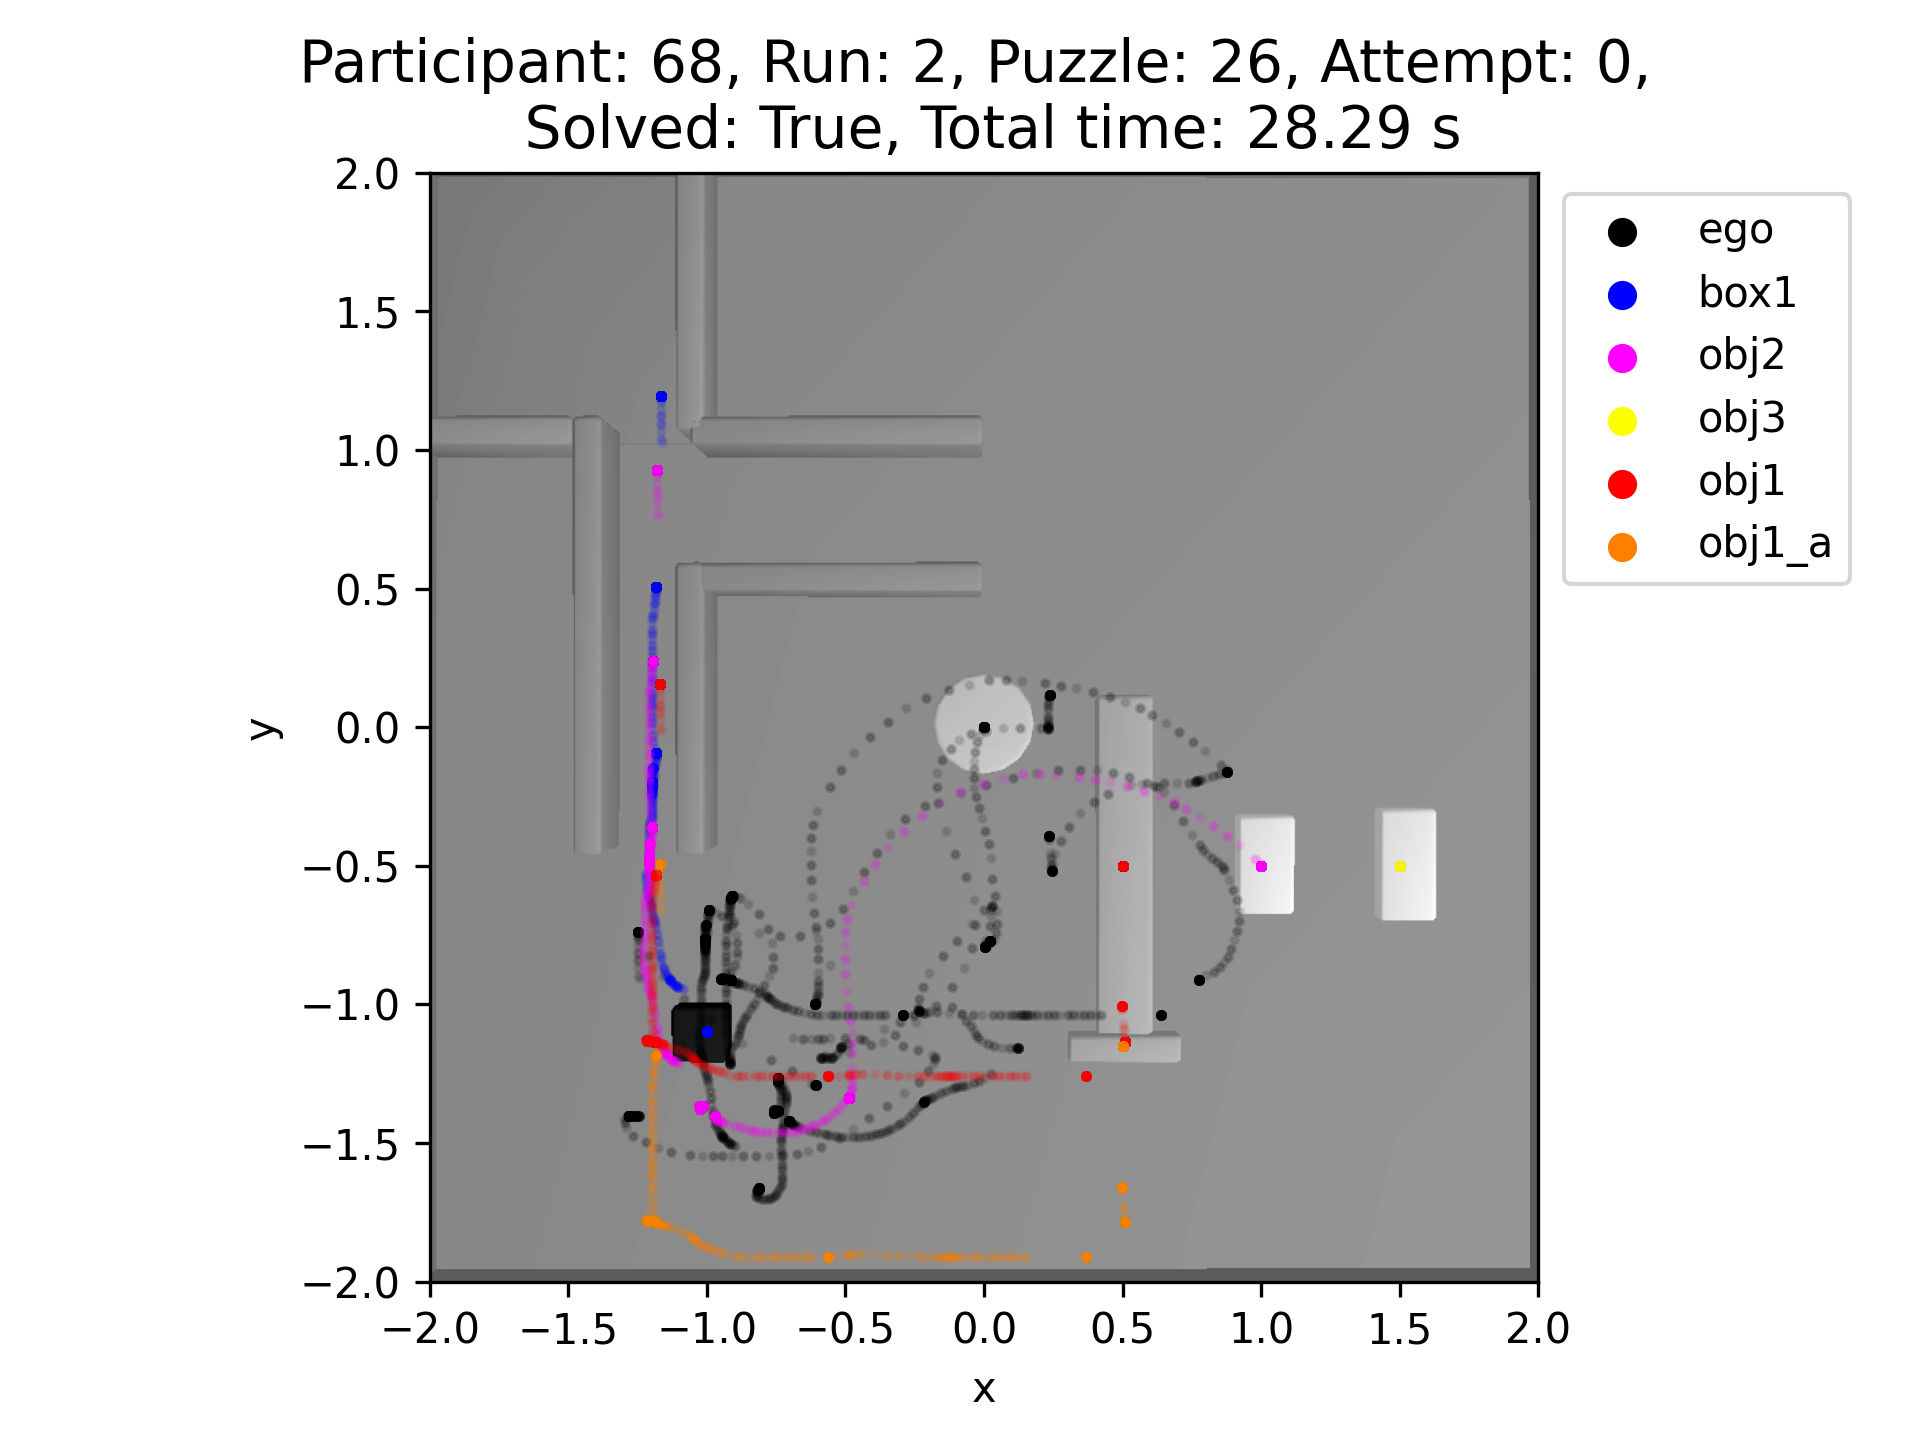 Participant: 68, Run: 2, Puzzle: 26, Attempt: 0,
Solved: True, Total time: 28.29 s
2.0
1.5
1.0
0.5
0.0
−0.5
−1.0
−1.5
−2.0
y
−2.0 −1.5 −1.0 −0.5 0.0 0.5 1.0 1.5 2.0
x
ego
box1
obj2
obj3
obj1
obj1_a